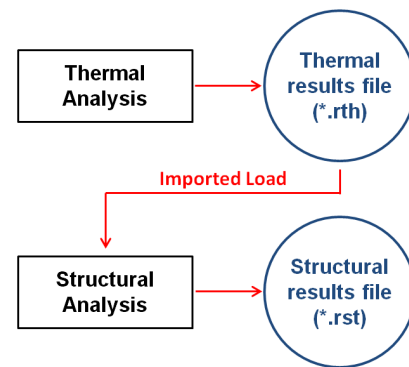 Thermal
Analysis
Thermal
results file
(*.rth)
Imported Load
Structural
Analysis
Structural
results file
(*.rst)